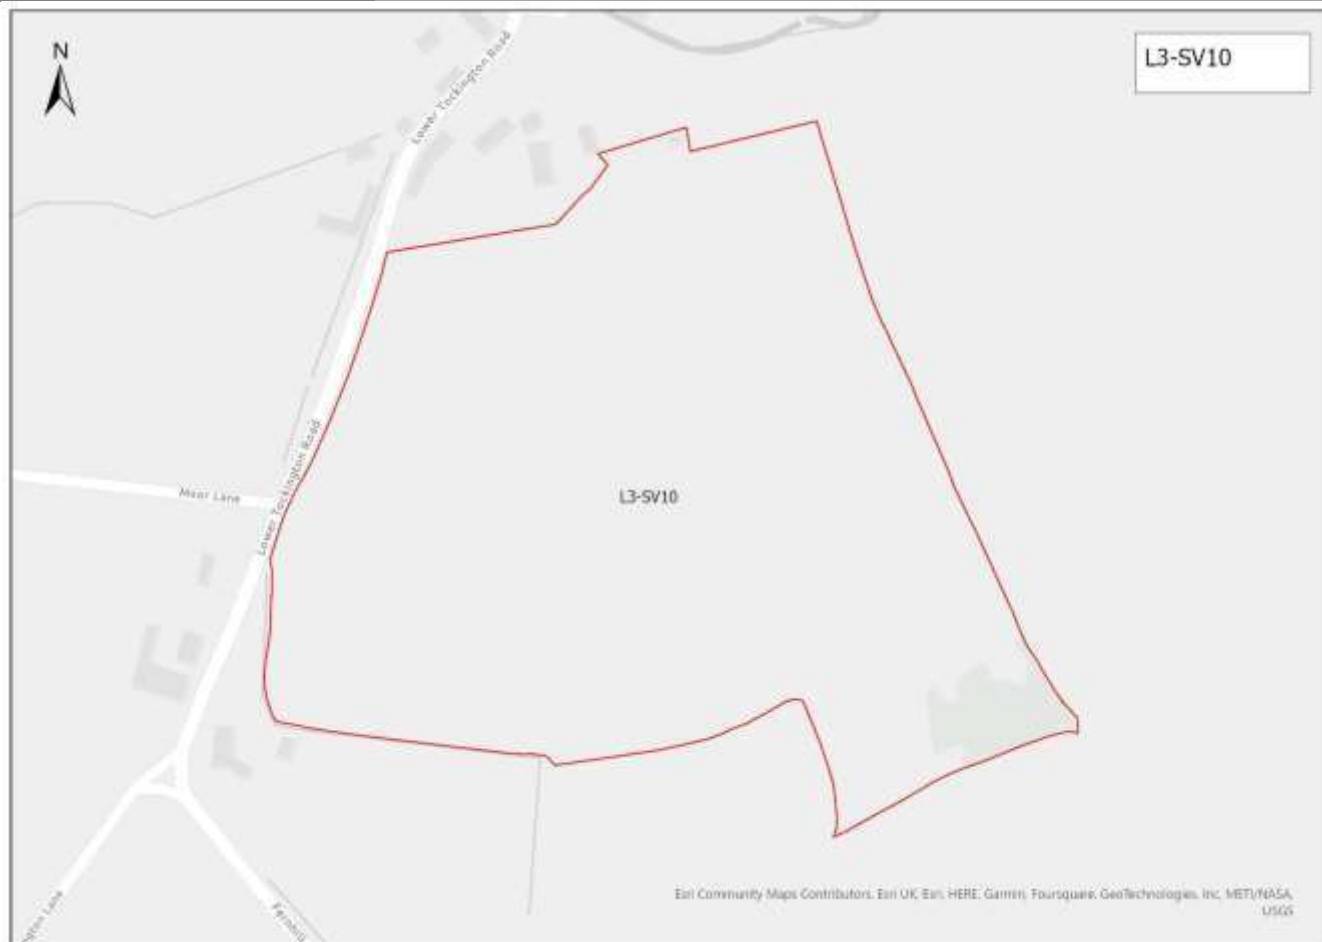 N
L3-SV10
Lower Tockington Road
Lower Tockington Road
Moor Lane
L3-SV10
Fernhill
Esri Community Maps Contributors, Esri UK, Esri, HERE, Garmin, Foursquare, GeoTechnologies, Inc, METI/NASA,
USGS